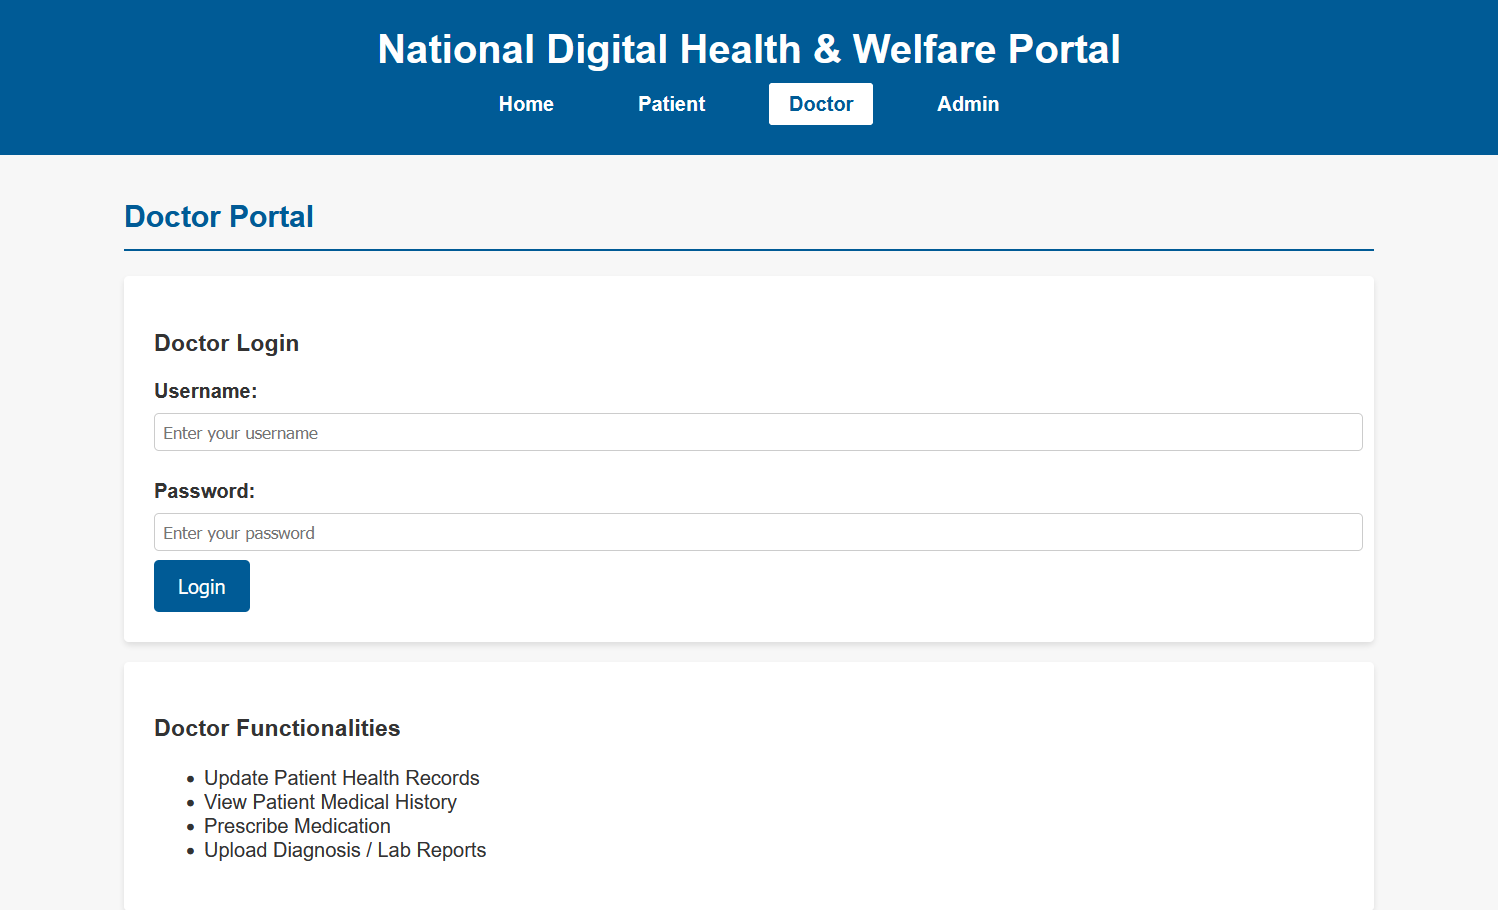 National Digital Health & Welfare Portal
Home Patient Doctor Admin
Doctor Portal
Doctor Login
Username:
Enter your username
Password:
Enter your password
Login
Doctor Functionalities
• Update Patient Health Records
• View Patient Medical History
• Prescribe Medication
• Upload Diagnosis / Lab Reports